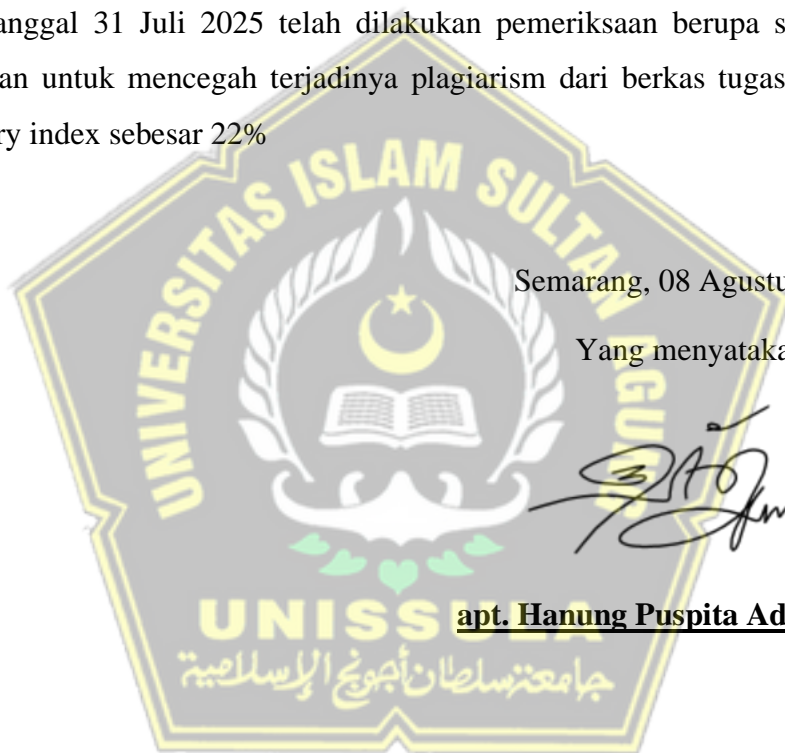 anggal 31 Juli 2025 telah dilakukan pemeriksaan berupa s
an untuk mencegah terjadinya plagiarism dari berkas tugas
ry index sebesar 22%
UNIVERSITAS ISLAM SULTAN AGUNG
Semarang, 08 Agustu
Yang menyataka
apt. Hanung Puspita Ad
UNISSULA
جامعة سلطان أجونج الإسلامية